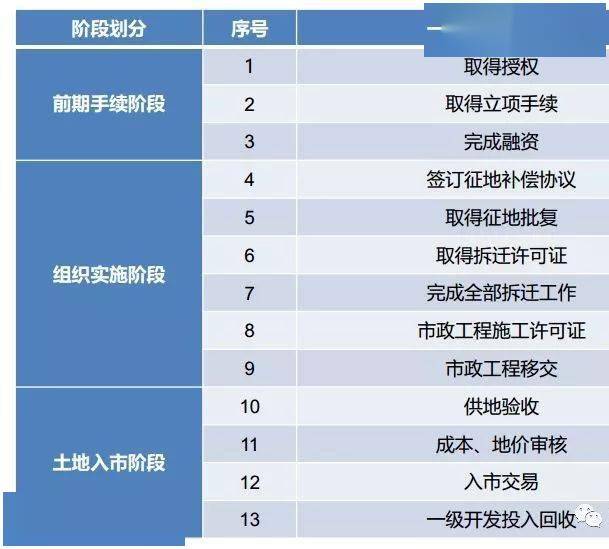 阶段划分 序号
前期手续阶段
1 取得授权
2 取得立项手续
3 完成融资
组织实施阶段
4 签订征地补偿协议
5 取得征地批复
6 取得拆迁许可证
7 完成全部拆迁工作
8 市政工程施工许可证
9 市政工程移交
土地入市阶段
10 供地验收
11 成本、地价审核
12 入市交易
13 一级开发投入回收